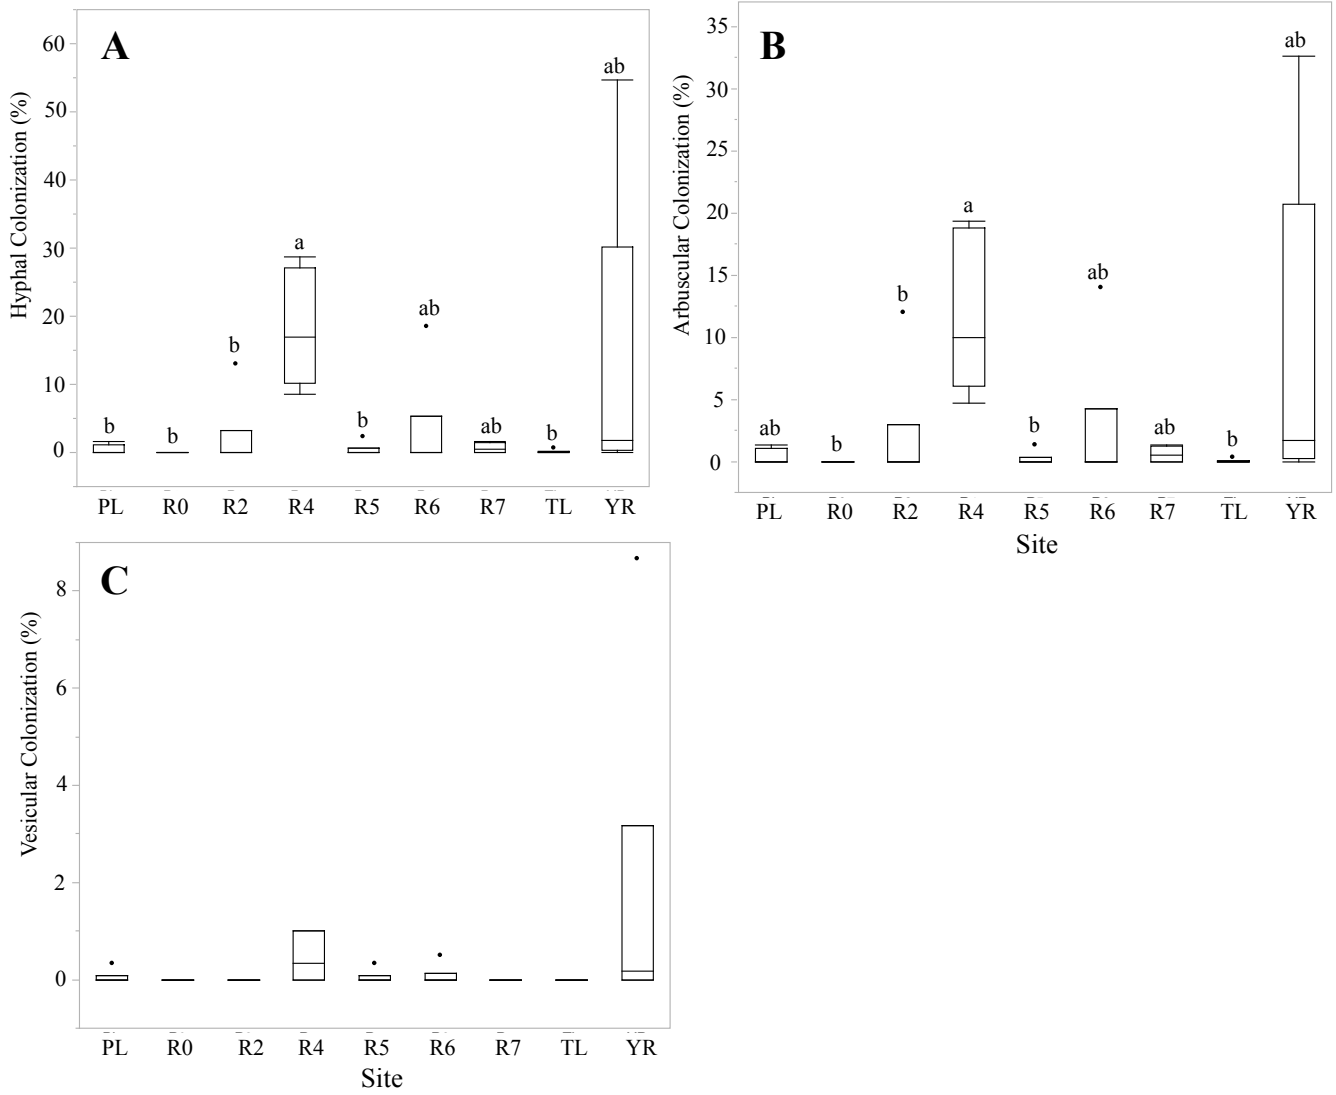 A
Hyphal Colonization (%)
60
50
40
30
20
10
0
b
b
b
a
b
ab
ab
b
ab
PL R0 R2 R4 R5 R6 R7 TL YR
B
Arbuscular Colonization (%)
35
30
25
20
15
10
5
0
ab
b
b
a
b
ab
ab
b
ab
PL R0 R2 R4 R5 R6 R7 TL YR
Site
C
Vesicular Colonization (%)
8
6
4
2
0
PL R0 R2 R4 R5 R6 R7 TL YR
Site